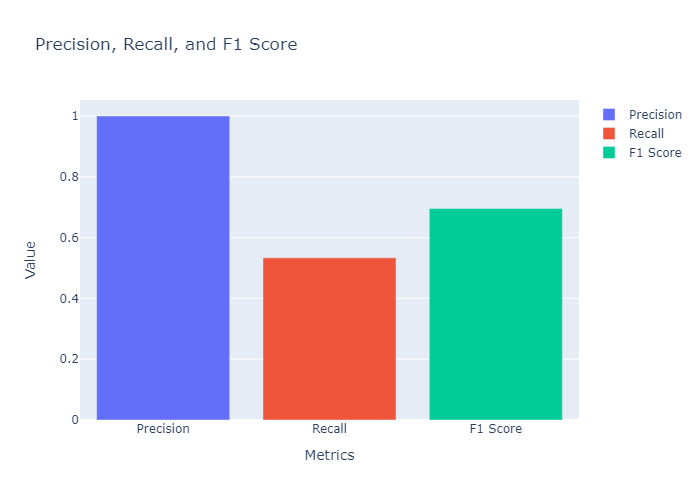 Precision, Recall, and F1 Score
Precision
Recall
F1 Score
Value
1
0.8
0.6
0.4
0.2
0
Precision
Recall
F1 Score
Metrics